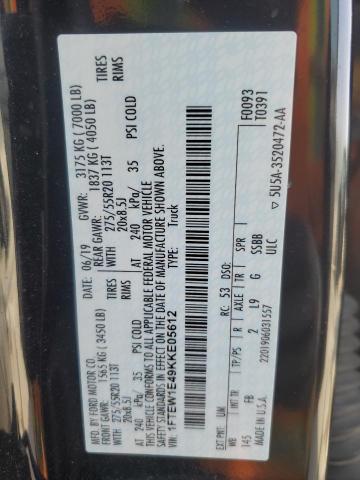 MFD. BY FORD MOTOR CO.
DATE: 06/19 GVWR: 3175 KG ( 7000 LB)
FRONT GAWR: 1565 KG ( 3450 LB) REAR GAWR: 1837 KG ( 4050 LB)
WITH 275/55R20 113T TIRES WITH 275/55R20 113T TIRES
20x8.5J RIMS 20x8.5J RIMS
AT 240 kPa/ 35 PSI COLD AT 240 kPa/ 35 PSI COLD
THIS VEHICLE CONFORMS TO ALL APPLICABLE FEDERAL MOTOR VEHICLE
SAFETY STANDARDS IN EFFECT ON THE DATE OF MANUFACTURE SHOWN ABOVE.
VIN: 1FTEW1E49KKE05612
TYPE: Truck
F0093
T0391
EXT PNT: UM RC: 53 DSO:
WB INT TR TP/PS R AXLE TR SPR
145 FB 2 L9 G SSBB
2201906031557 ULC
MADE IN U.S.A. ▽ 5U5A-3520472-AA